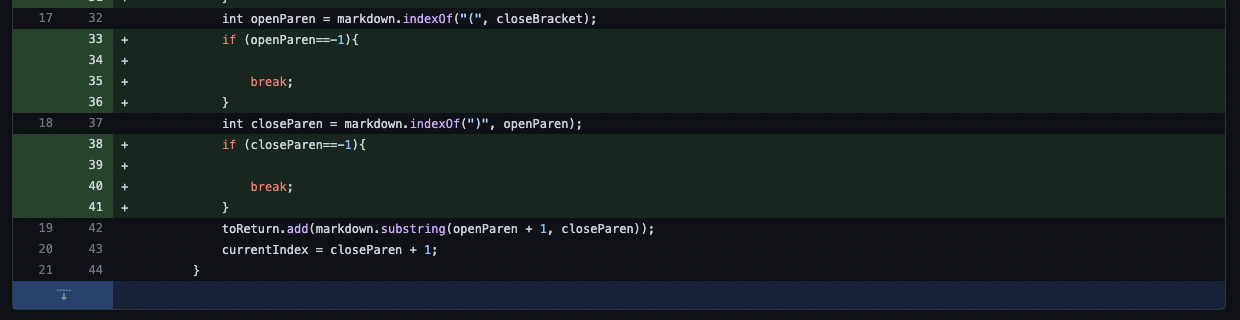 17 32 int openParen = markdown.indexOf("(", closeBracket);
33 + if (openParen==-1){
34 +
35 + break;
36 + }
18 37 int closeParen = markdown.indexOf(")", openParen);
38 + if (closeParen==-1){
39 +
40 + break;
41 + }
19 42 toReturn.add(markdown.substring(openParen + 1, closeParen));
20 43 currentIndex = closeParen + 1;
21 44 }